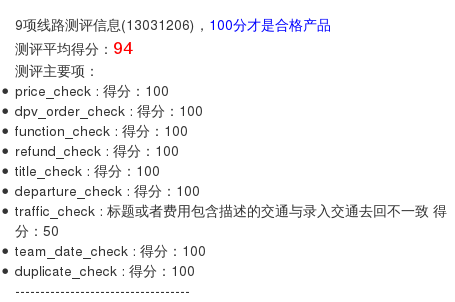 9项线路测评信息(13031206)，100分才是合格产品
测评平均得分：94
测评主要项：
price_check : 得分：100
dpv_order_check : 得分：100
function_check : 得分：100
refund_check : 得分：100
title_check : 得分：100
departure_check : 得分：100
traffic_check : 标题或者费用包含描述的交通与录入交通去回不一致 得
分：50
team_date_check : 得分：100
duplicate_check : 得分：100
-----------------------------------